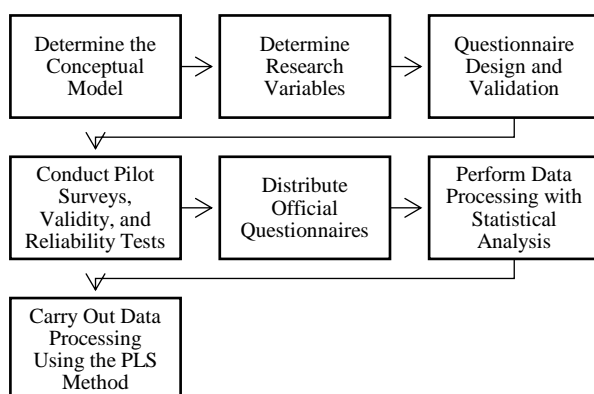 Determine the
Conceptual
Model
Determine
Research
Variables
Questionnaire
Design and
Validation
Conduct Pilot
Surveys,
Validity, and
Reliability Tests
Distribute
Official
Questionnaires
Perform Data
Processing with
Statistical
Analysis
Carry Out Data
Processing
Using the PLS
Method